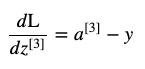 dL/dz^[3] = a^[3] − y